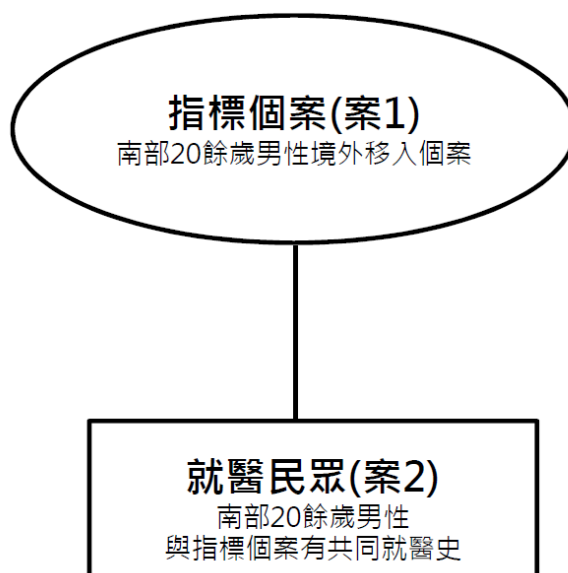 指標個案(案1)
南部20餘歲男性境外移入個案
就醫民眾(案2)
南部20餘歲男性
與指標個案有共同就醫史